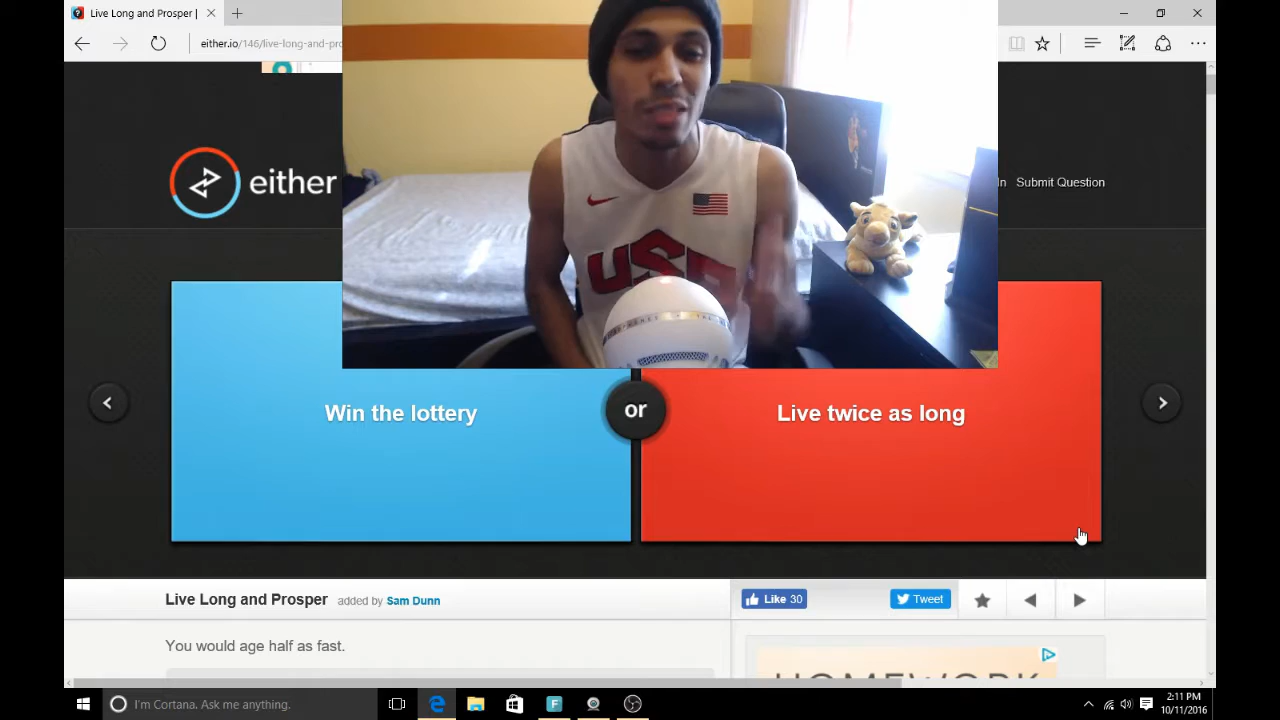 Live Long and Prosper |
either.io/146/live-long-and-pro
either
In Submit Question
USA
Win the lottery
or
Live twice as long
Live Long and Prosper added by Sam Dunn
Like 30
Tweet
You would age half as fast.
HOMEWORK
I'm Cortana. Ask me anything.
2:11 PM
10/11/2016